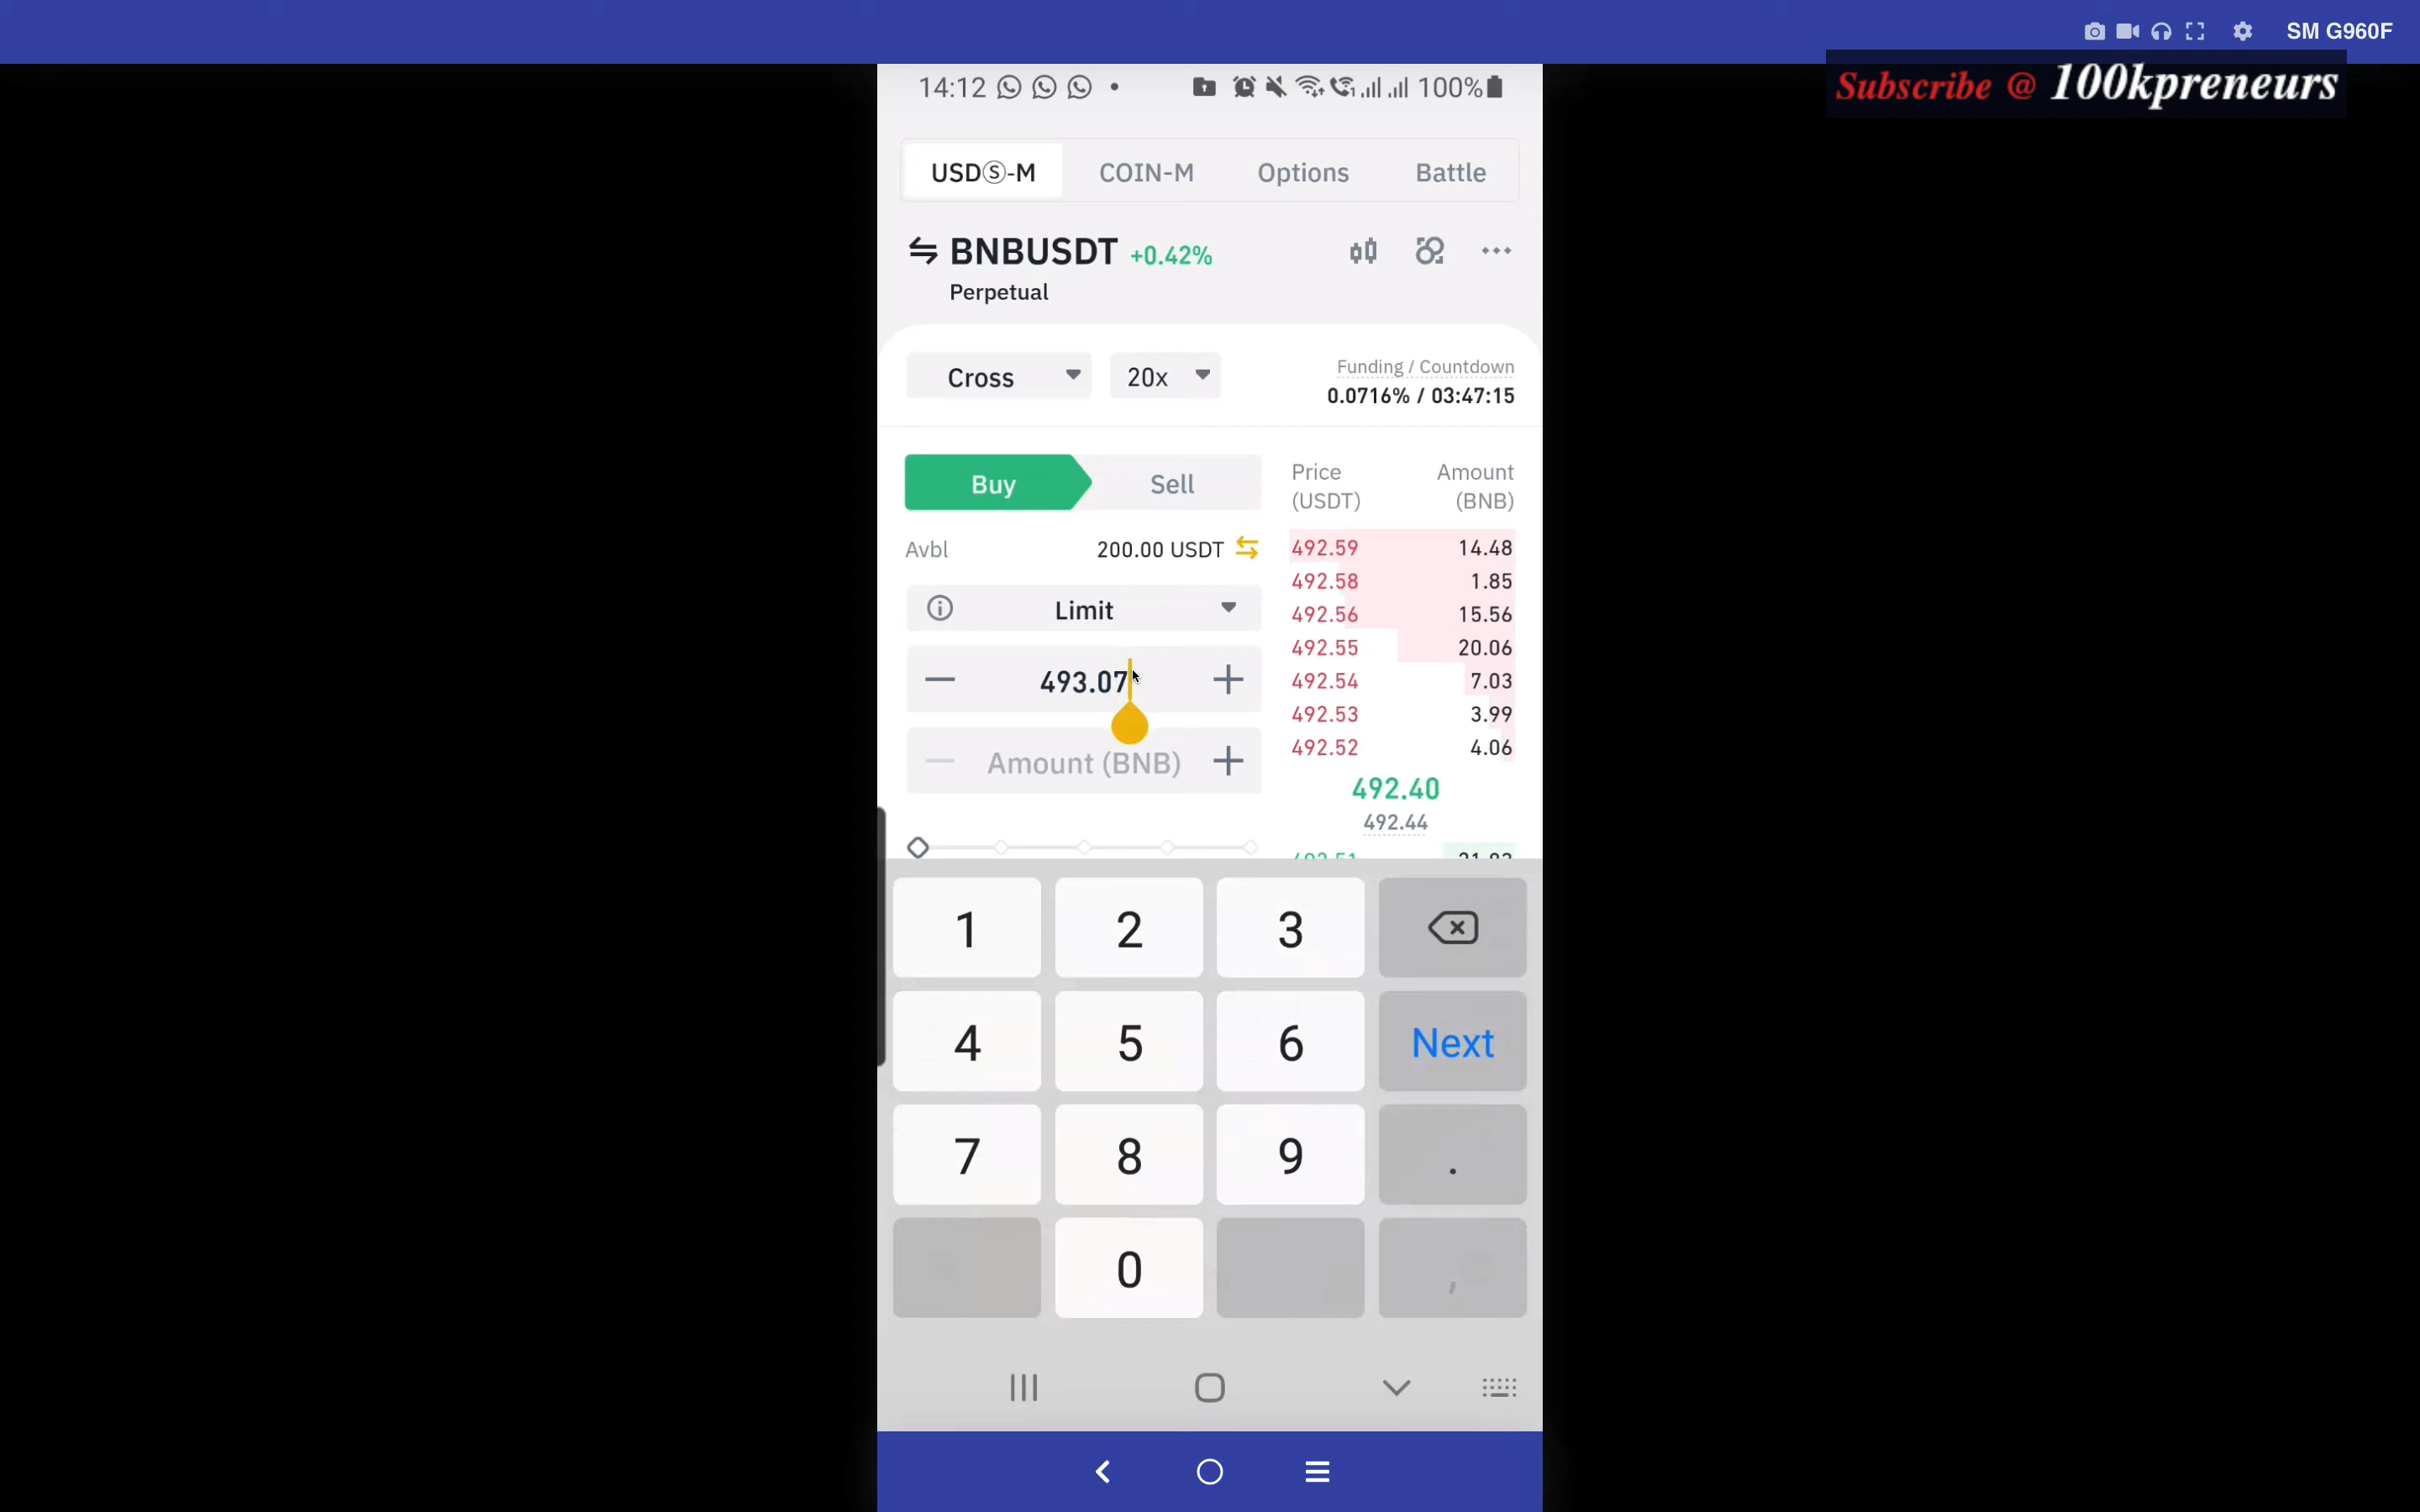 SM G960F
Subscribe @ 100kpreneurs
14:12
100%
USDⓈ-M COIN-M Options Battle
BNBUSDT +0.42%
Perpetual
Cross 20x
Funding / Countdown
0.0716% / 03:47:15
Buy Sell
Price Amount
(USDT) (BNB)
Avbl 200.00 USDT
492.59 14.48
492.58 1.85
Limit
492.56 15.56
492.55 20.06
493.07
492.54 7.03
492.53 3.99
Amount (BNB)
492.52 4.06
492.40
492.44
1 2 3
4 5 6 Next
7 8 9 .
0 ,